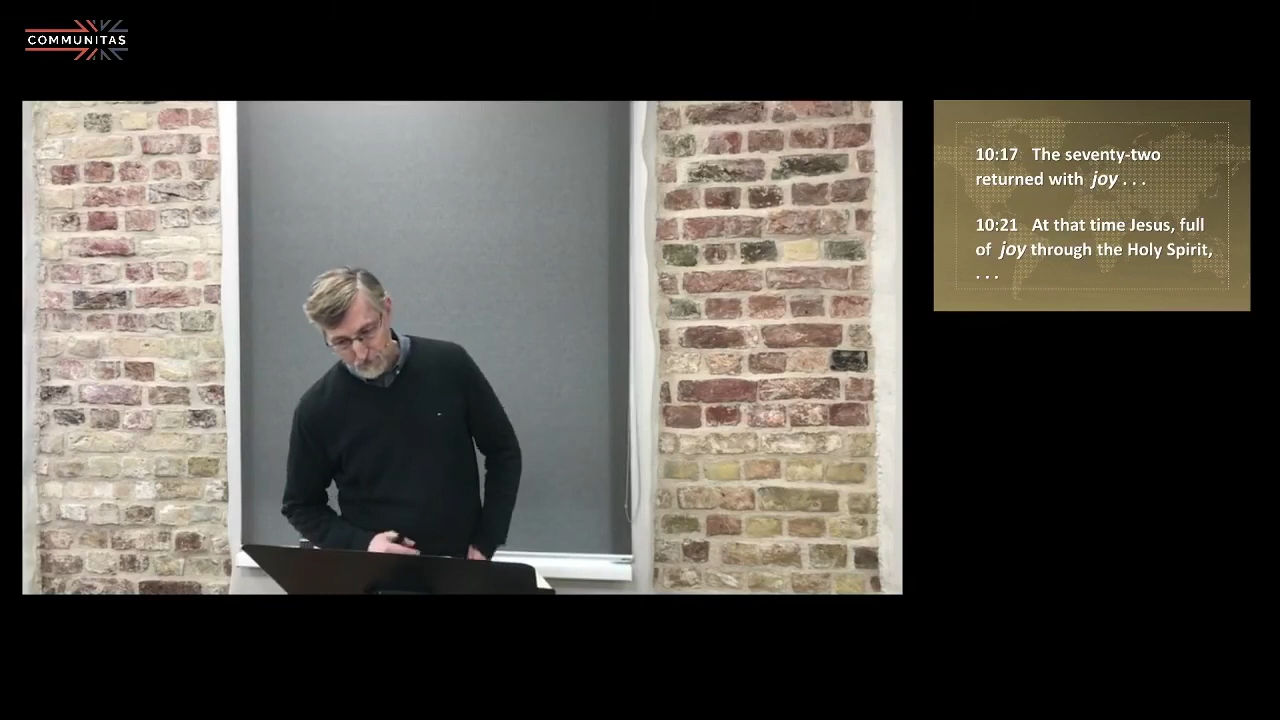 COMMUNITAS
10:17 The seventy-two
returned with joy . . .
10:21 At that time Jesus, full
of joy through the Holy Spirit,
. . .